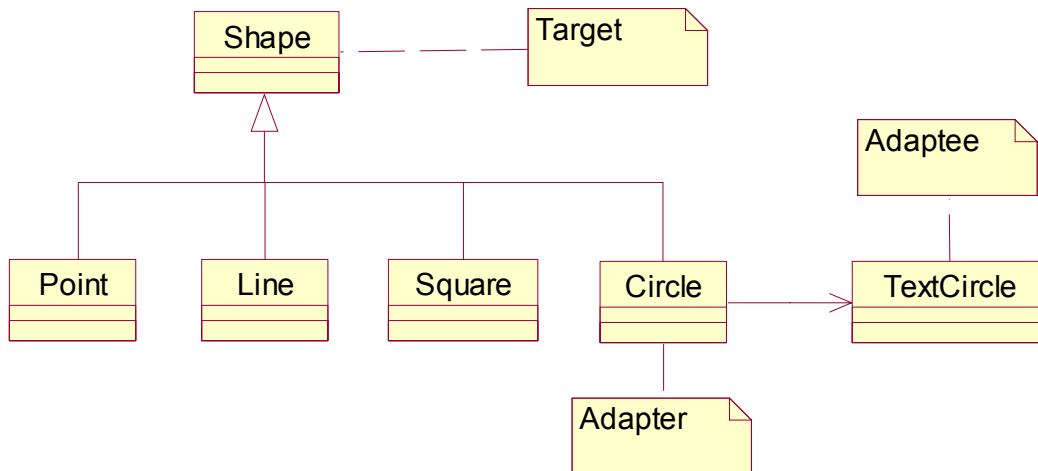 Shape
Target
Adaptee
Point
Line
Square
Circle
TextCircle
Adapter